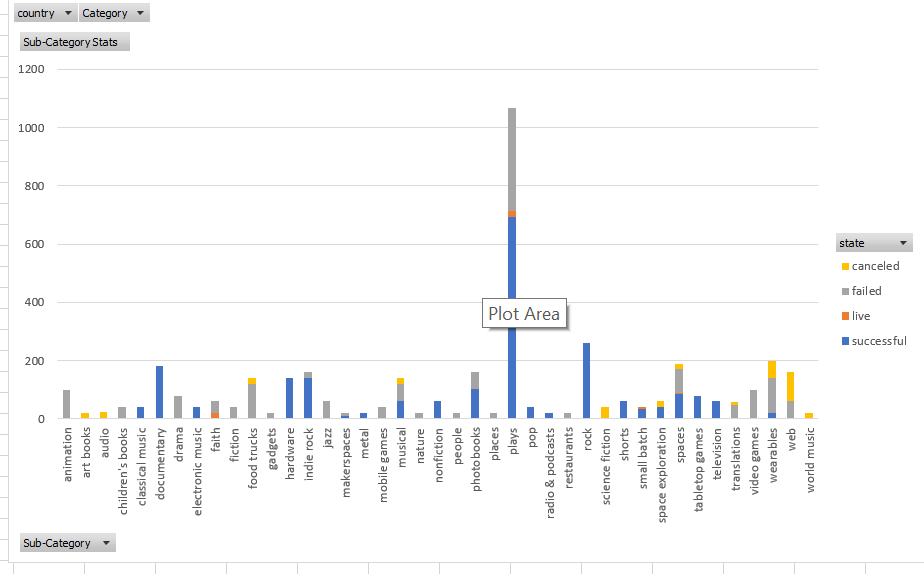 country Category
Sub-Category Stats
1200
1000
800
600
400
200
0
Plot Area
state
canceled
failed
live
successful
animation
art books
audio
children's books
classical music
documentary
drama
electronic music
faith
fiction
food trucks
gadgets
hardware
indie rock
jazz
makerspaces
metal
mobile games
musical
nature
nonfiction
people
photobooks
places
plays
pop
radio & podcasts
restaurants
rock
science fiction
shorts
small batch
space exploration
spaces
tabletop games
television
translations
video games
wearables
web
world music
Sub-Category